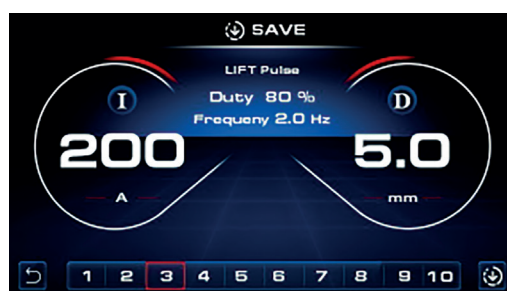 SAVE
LIFT Pulse
Duty 80 %
Frequeny 2.0 Hz
I
200
A
D
5.0
mm
1 2 3 4 5 6 7 8 9 10